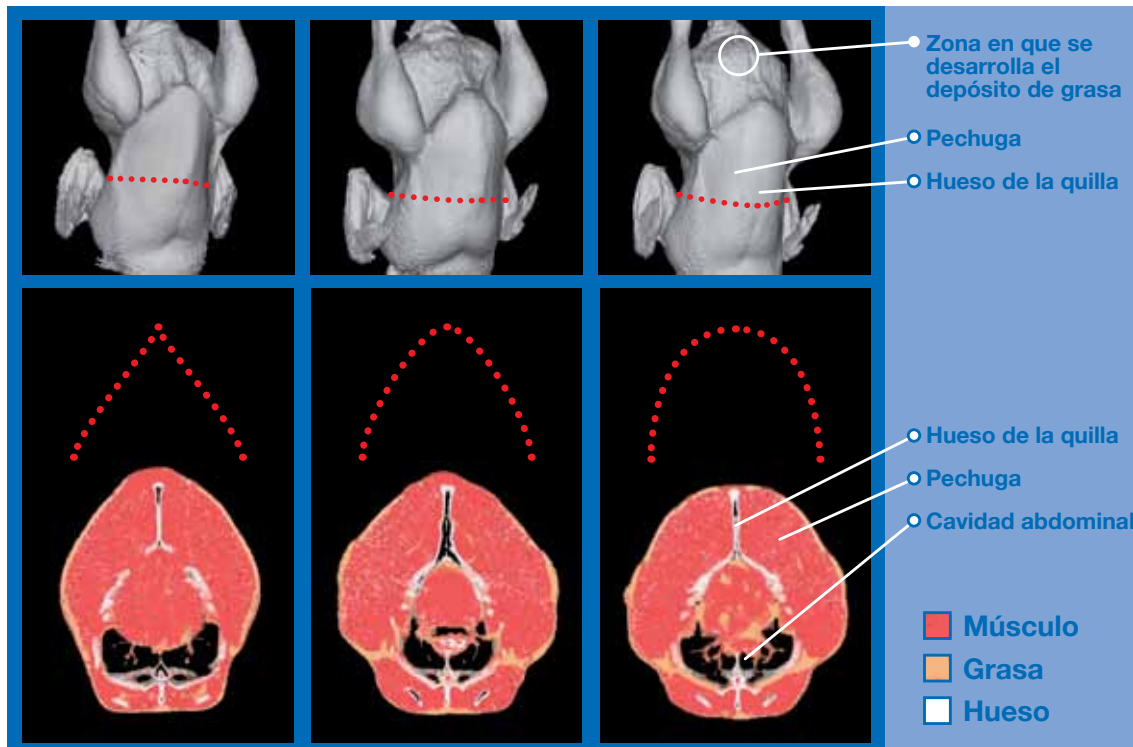 Zona en que se
desarrolla el
depósito de grasa
Pechuga
Hueso de la quilla
Hueso de la quilla
Pechuga
Cavidad abdominal
Músculo
Grasa
Hueso